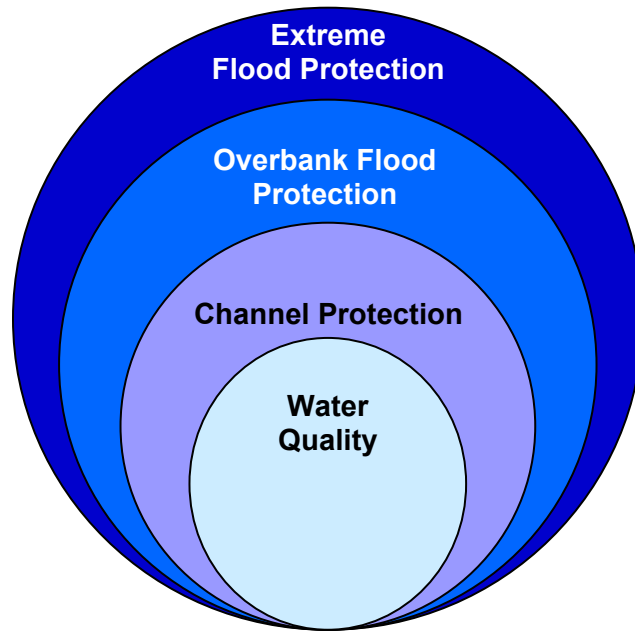 Extreme
Flood Protection
Overbank Flood
Protection
Channel Protection
Water
Quality